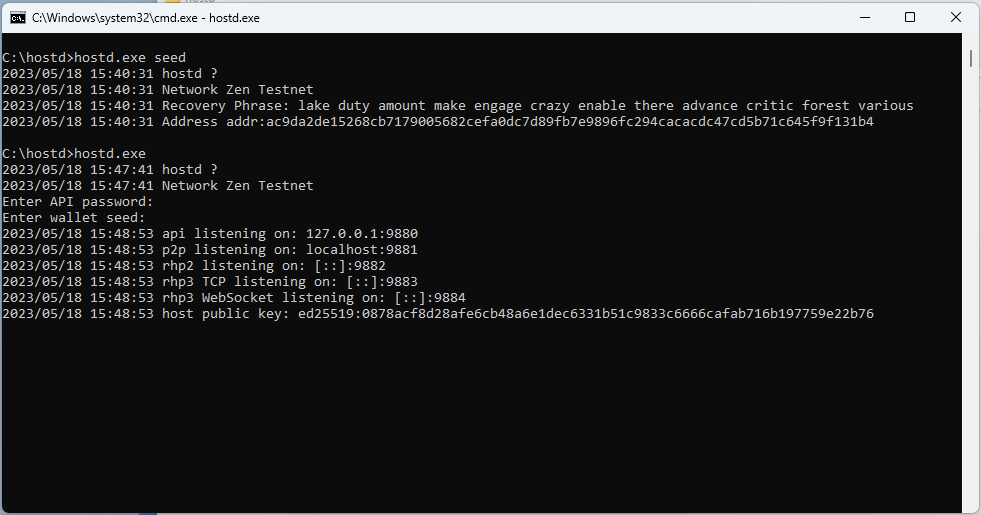 C:\Windows\system32\cmd.exe - hostd.exe
C:\hostd>hostd.exe seed
2023/05/18 15:40:31 hostd ?
2023/05/18 15:40:31 Network Zen Testnet
2023/05/18 15:40:31 Recovery Phrase: lake duty amount make engage crazy enable there advance critic forest various
2023/05/18 15:40:31 Address addr:ac9da2de15268cb7179005682cefa0dc7d89fb7e9896fc294cacacdc47cd5b71c645f9f131b4
C:\hostd>hostd.exe
2023/05/18 15:47:41 hostd ?
2023/05/18 15:47:41 Network Zen Testnet
Enter API password:
Enter wallet seed:
2023/05/18 15:48:53 api listening on: 127.0.0.1:9880
2023/05/18 15:48:53 p2p listening on: localhost:9881
2023/05/18 15:48:53 rhp2 listening on: [::]:9882
2023/05/18 15:48:53 rhp3 TCP listening on: [::]:9883
2023/05/18 15:48:53 rhp3 WebSocket listening on: [::]:9884
2023/05/18 15:48:53 host public key: ed25519:0878acf8d28afe6cb48a6e1dec6331b51c9833c6666cafab716b197759e22b76